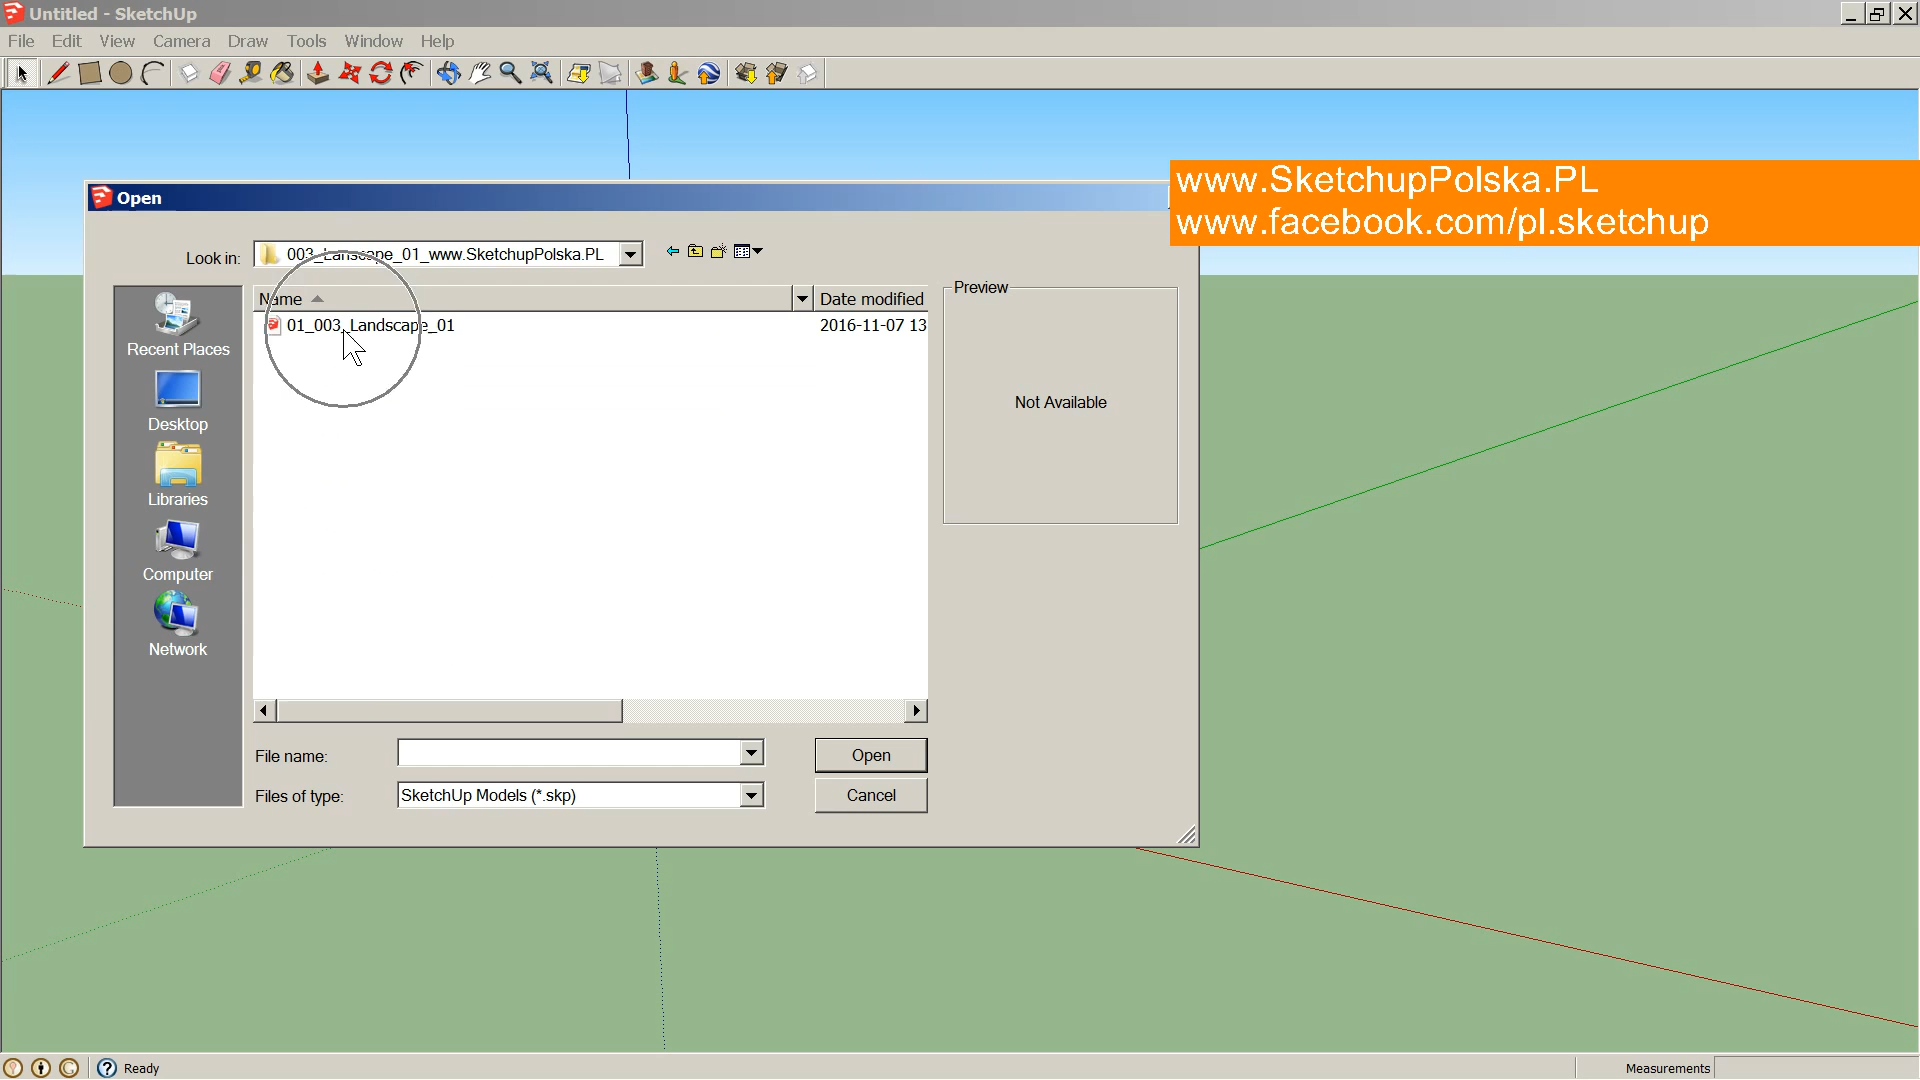 Untitled - SketchUp
File Edit View Camera Draw Tools Window Help
www.SketchupPolska.PL
www.facebook.com/pl.sketchup
Open
Look in: 003_Lanscape_01_www.SketchupPolska.PL
Name Date modified
01_003_Landscape_01 2016-11-07 13
Preview
Not Available
Recent Places
Desktop
Libraries
Computer
Network
File name:
Open
Files of type: SketchUp Models (*.skp)
Cancel
Ready
Measurements